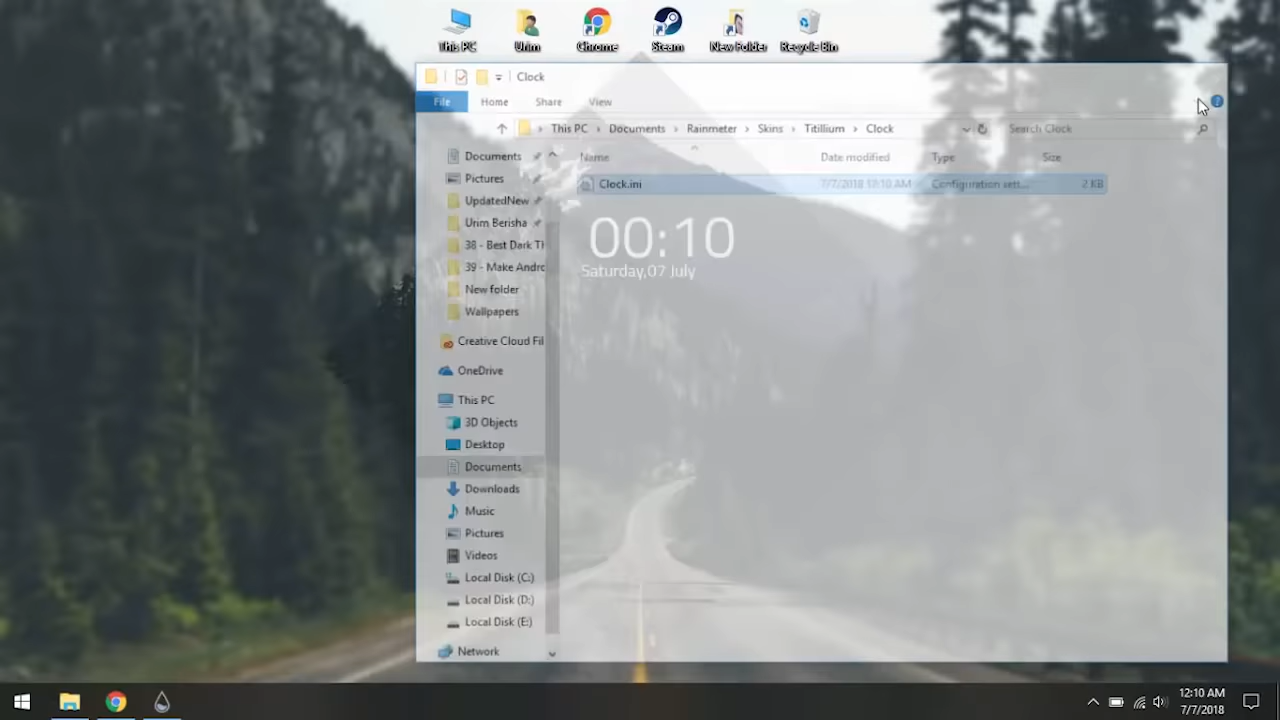 This PC
Urim
Chrome
Steam
New Folder
Recycle Bin
Clock
File
Home
Share
View
This PC
Documents
Rainmeter
Skins
Titillium
Clock
Search Clock
Name
Date modified
Type
Size
Clock.ini
7/7/2018 12:10 AM
Configuration sett...
2 KB
Documents
Pictures
UpdatedNew
Urim Berisha
38 - Best Dark Th
39 - Make Andro
New folder
Wallpapers
Creative Cloud Fil
OneDrive
This PC
3D Objects
Desktop
Documents
Downloads
Music
Pictures
Videos
Local Disk (C:)
Local Disk (D:)
Local Disk (E:)
Network
00:10
Saturday,07 July
12:10 AM
7/7/2018